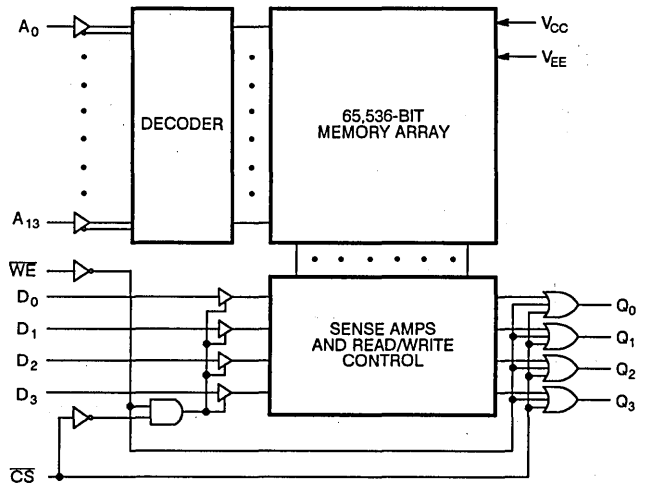 A0
VCC
VEE
DECODER
65,536-BIT
MEMORY ARRAY
A13
WE
D0
D1
D2
D3
SENSE AMPS
AND READ/WRITE
CONTROL
Q0
Q1
Q2
Q3
CS